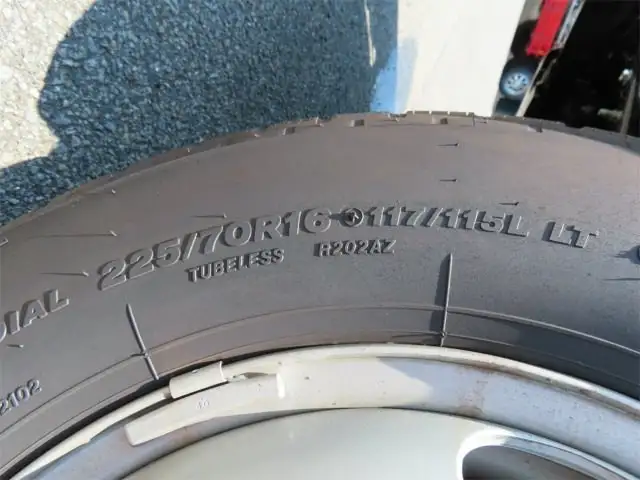 DIAL 225/70R16 117/115L LT
TUBELESS R202AZ
2102